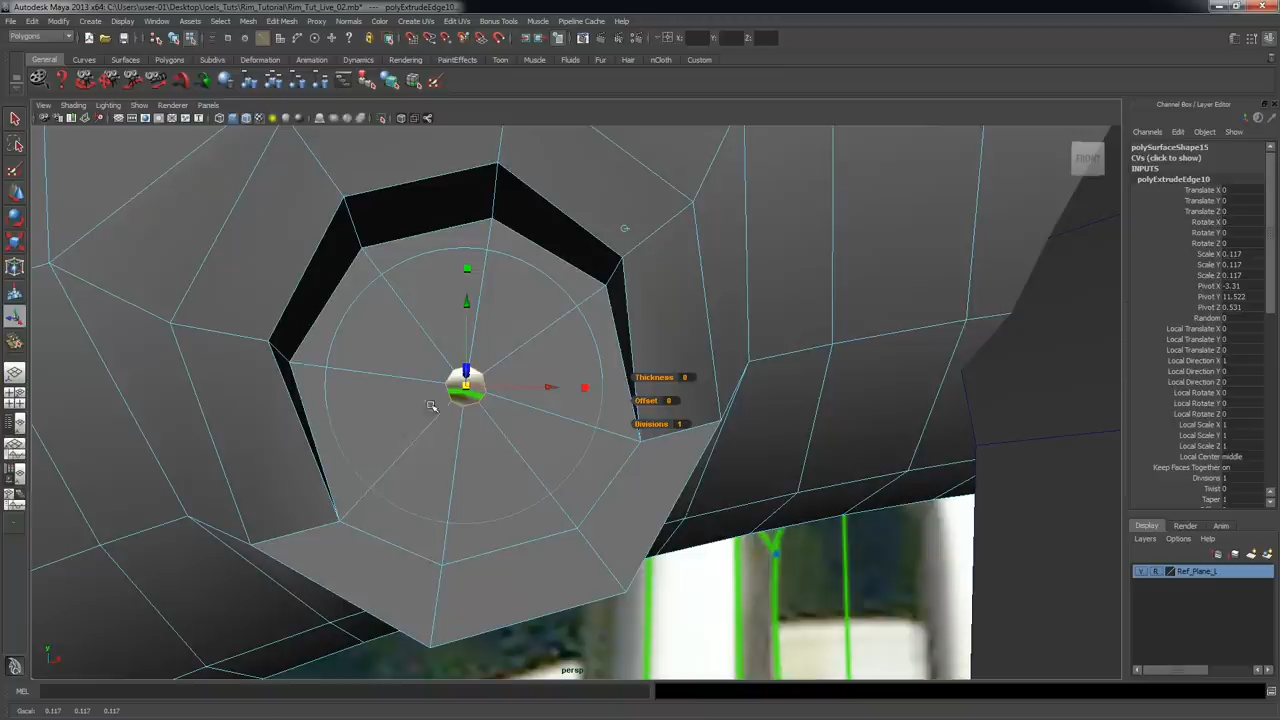 Autodesk Maya 2013 x64: C:\Users\user-01\Desktop\Joels_Tuts\Rim_Tutorial\Rim_Tut_Live_02.mb* --- polyExtrudeEdge10..
File Edit Modify Create Display Window Assets Select Mesh Edit Mesh Proxy Normals Color Create UVs Edit UVs Bonus Tools Muscle Pipeline Cache Help
Polygons X: Y: Z:
General Curves Surfaces Polygons Subdivs Deformation Animation Dynamics Rendering PaintEffects Toon Muscle Fluids Fur Hair nCloth Custom
View Shading Lighting Show Renderer Panels
Channel Box / Layer Editor
Channels Edit Object Show
polySurfaceShape15
CVs (click to show)
INPUTS
polyExtrudeEdge10
Translate X 0
Translate Y 0
Translate Z 0
Rotate X 0
Rotate Y 0
Rotate Z 0
Scale X 0.117
Scale Y 0.117
Scale Z 0.117
Pivot X -3.31
Pivot Y 11.522
Pivot Z 0.531
Random 0
Local Translate X 0
Local Translate Y 0
Local Translate Z 0
Local Direction X 1
Local Direction Y 0
Local Direction Z 0
Local Rotate X 0
Local Rotate Y 0
Local Rotate Z 0
Local Scale X 1
Local Scale Y 1
Local Scale Z 1
Local Center middle
Keep Faces Together on
Divisions 1
Twist 0
Taper 1
FRONT
Thickness 0
Offset 0
Divisions 1
Display Render Anim
Layers Options Help
V R Ref_Plane_L
y
x
persp
MEL
Gscal: 0.117 0.117 0.117